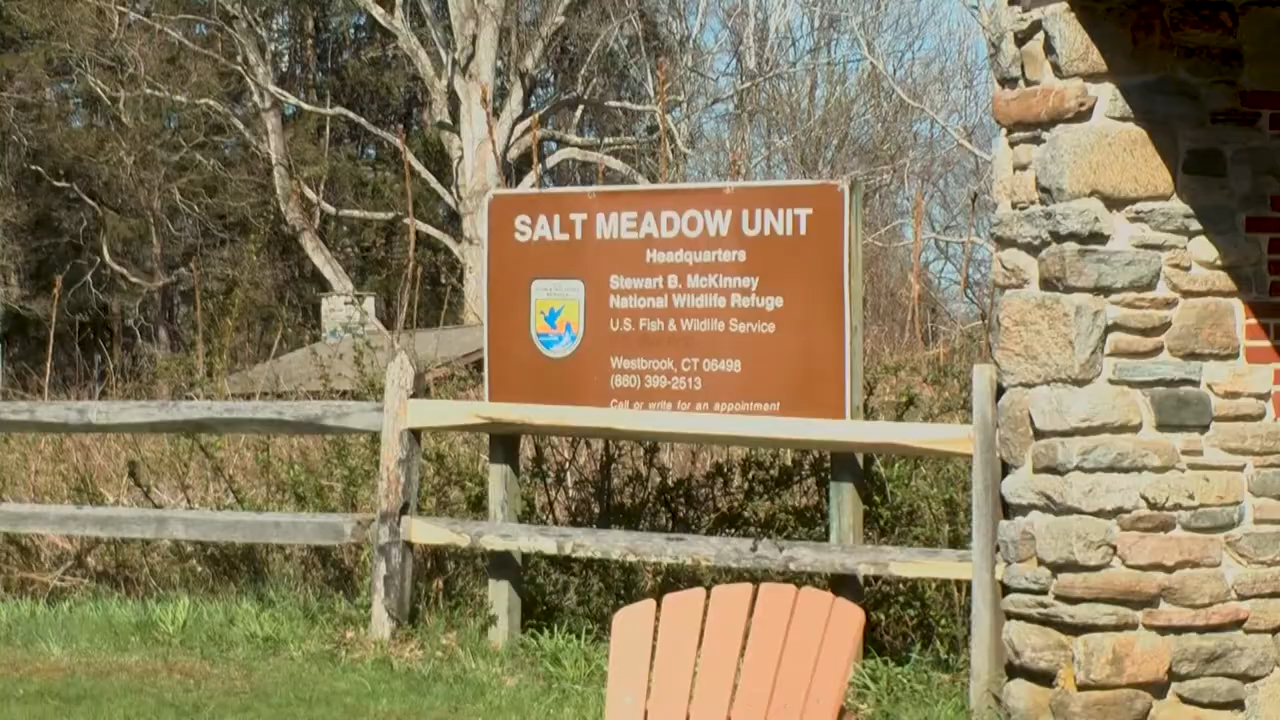 SALT MEADOW UNIT
Headquarters
Stewart B. McKinney
National Wildlife Refuge
U.S. Fish & Wildlife Service
Westbrook, CT 06498
(860) 399-2513
Call or write for an appointment